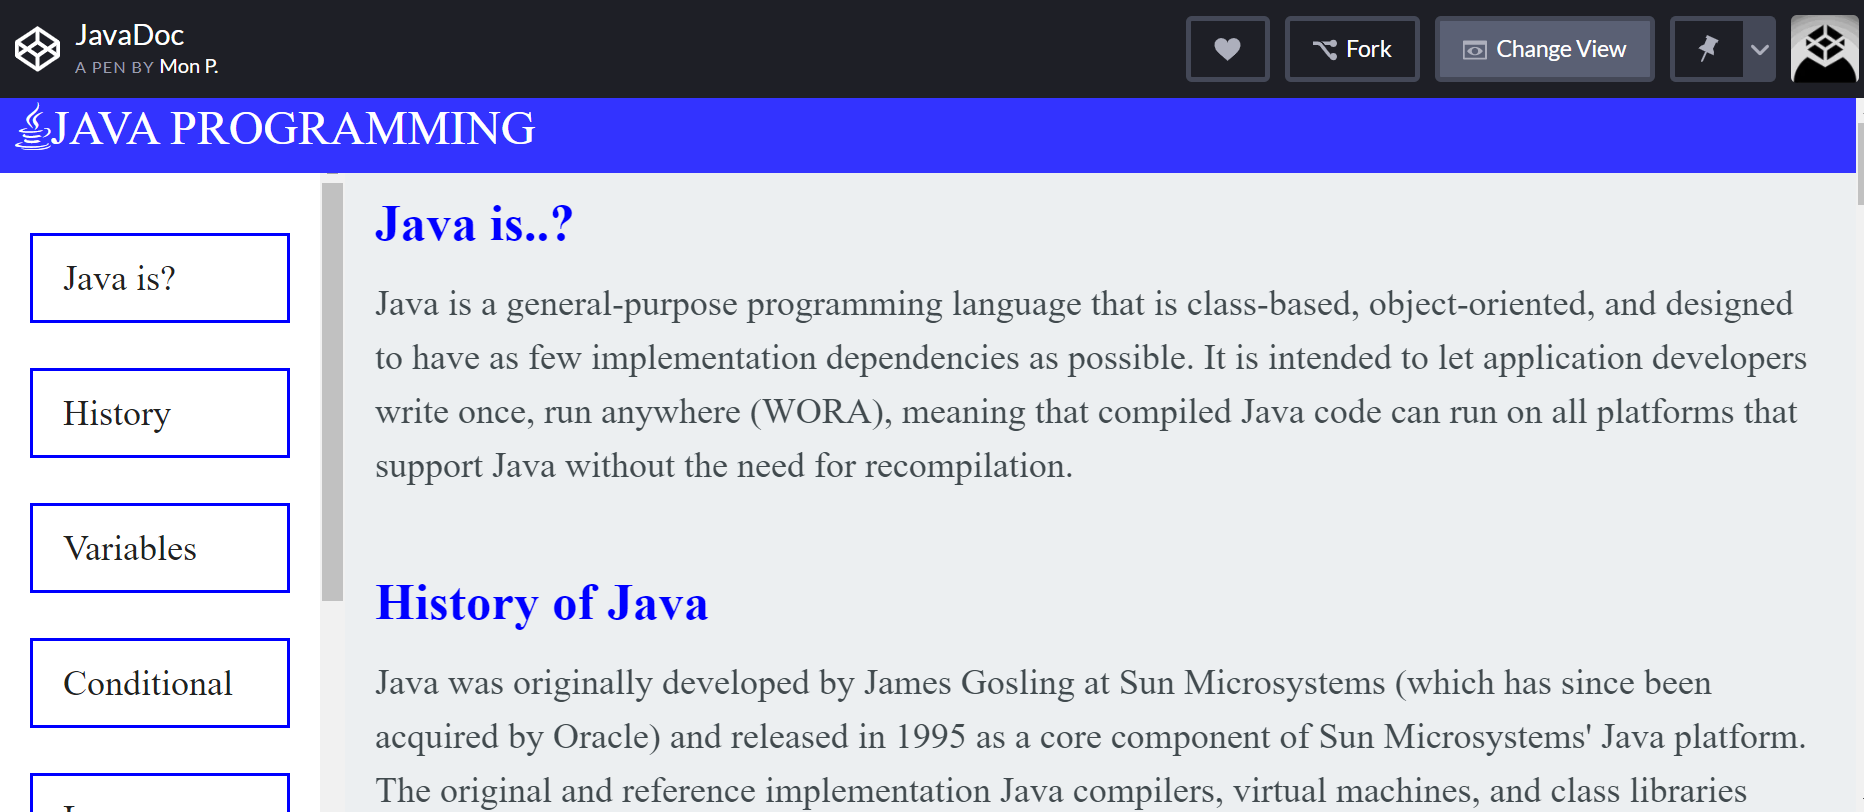 JavaDoc
A PEN BY Mon P.
Fork
Change View
JAVA PROGRAMMING
Java is?
History
Variables
Conditional
Java is..?
Java is a general-purpose programming language that is class-based, object-oriented, and designed
to have as few implementation dependencies as possible. It is intended to let application developers
write once, run anywhere (WORA), meaning that compiled Java code can run on all platforms that
support Java without the need for recompilation.
History of Java
Java was originally developed by James Gosling at Sun Microsystems (which has since been
acquired by Oracle) and released in 1995 as a core component of Sun Microsystems' Java platform.
The original and reference implementation Java compilers, virtual machines, and class libraries